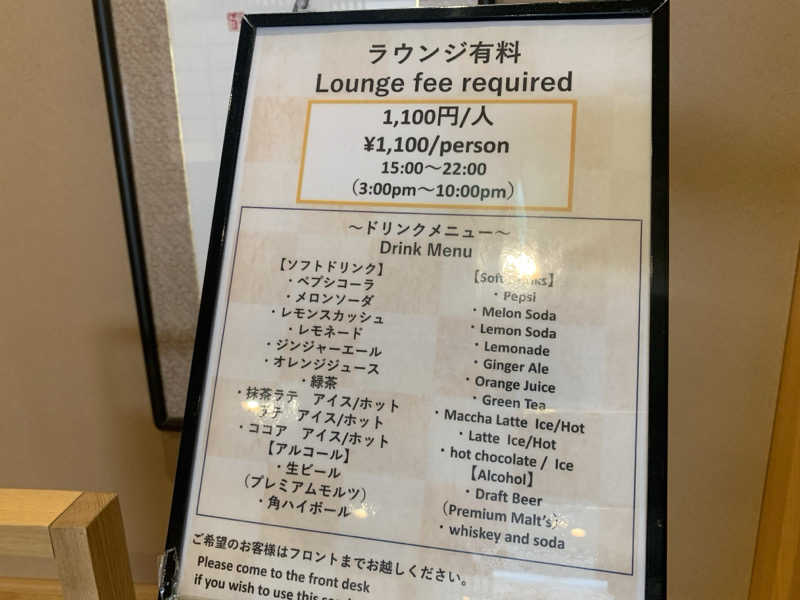 ラウンジ有料
Lounge fee required
1,100円/人
¥1,100/person
15:00～22:00
（3:00pm～10:00pm）
～ドリンクメニュー～
Drink Menu
【ソフトドリンク】
・ペプシコーラ
・メロンソーダ
・レモンスカッシュ
・レモネード
・ジンジャーエール
・オレンジジュース
・緑茶
・抹茶ラテ　アイス/ホット
ラテ　アイス/ホット
・ココア　アイス/ホット
【アルコール】
・生ビール
（プレミアムモルツ）
・角ハイボール
【Soft Drinks】
・Pepsi
・Melon Soda
・Lemon Soda
・Lemonade
・Ginger Ale
・Orange Juice
・Green Tea
・Maccha Latte Ice/Hot
・Latte Ice/Hot
・hot chocolate / Ice
【Alcohol】
・Draft Beer
（Premium Malt's）
・whiskey and soda
ご希望のお客様はフロントまでお越しください。
Please come to the front desk
if you wish to use this